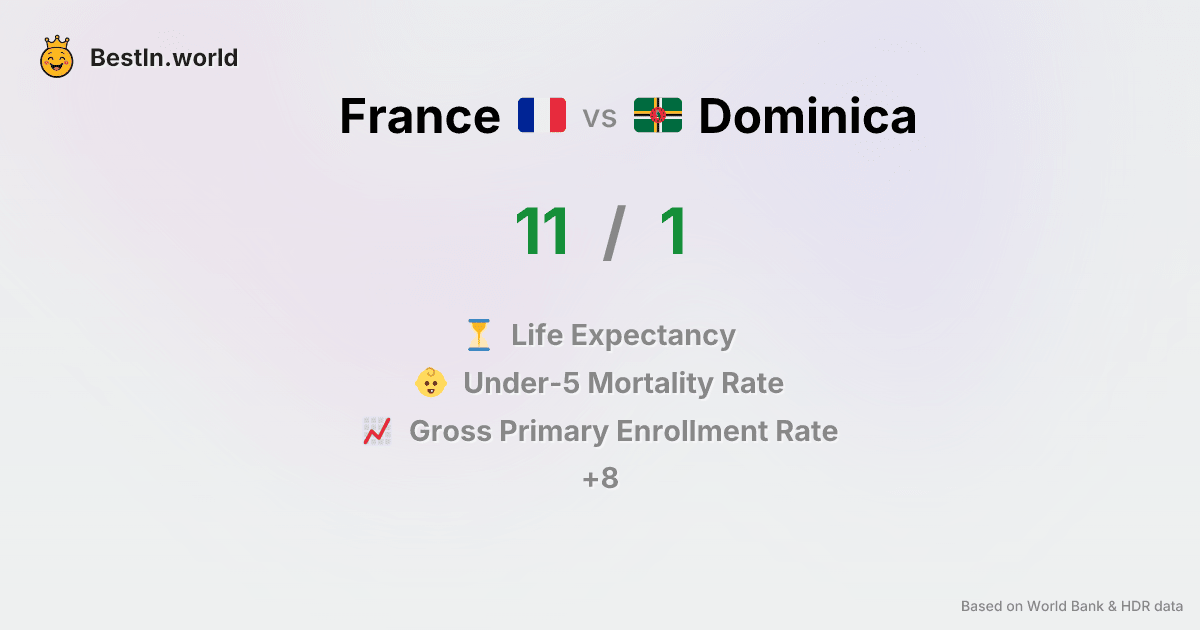 BestIn.world
France vs Dominica
11 / 1
Life Expectancy
Under-5 Mortality Rate
Gross Primary Enrollment Rate
+8
Based on World Bank & HDR data